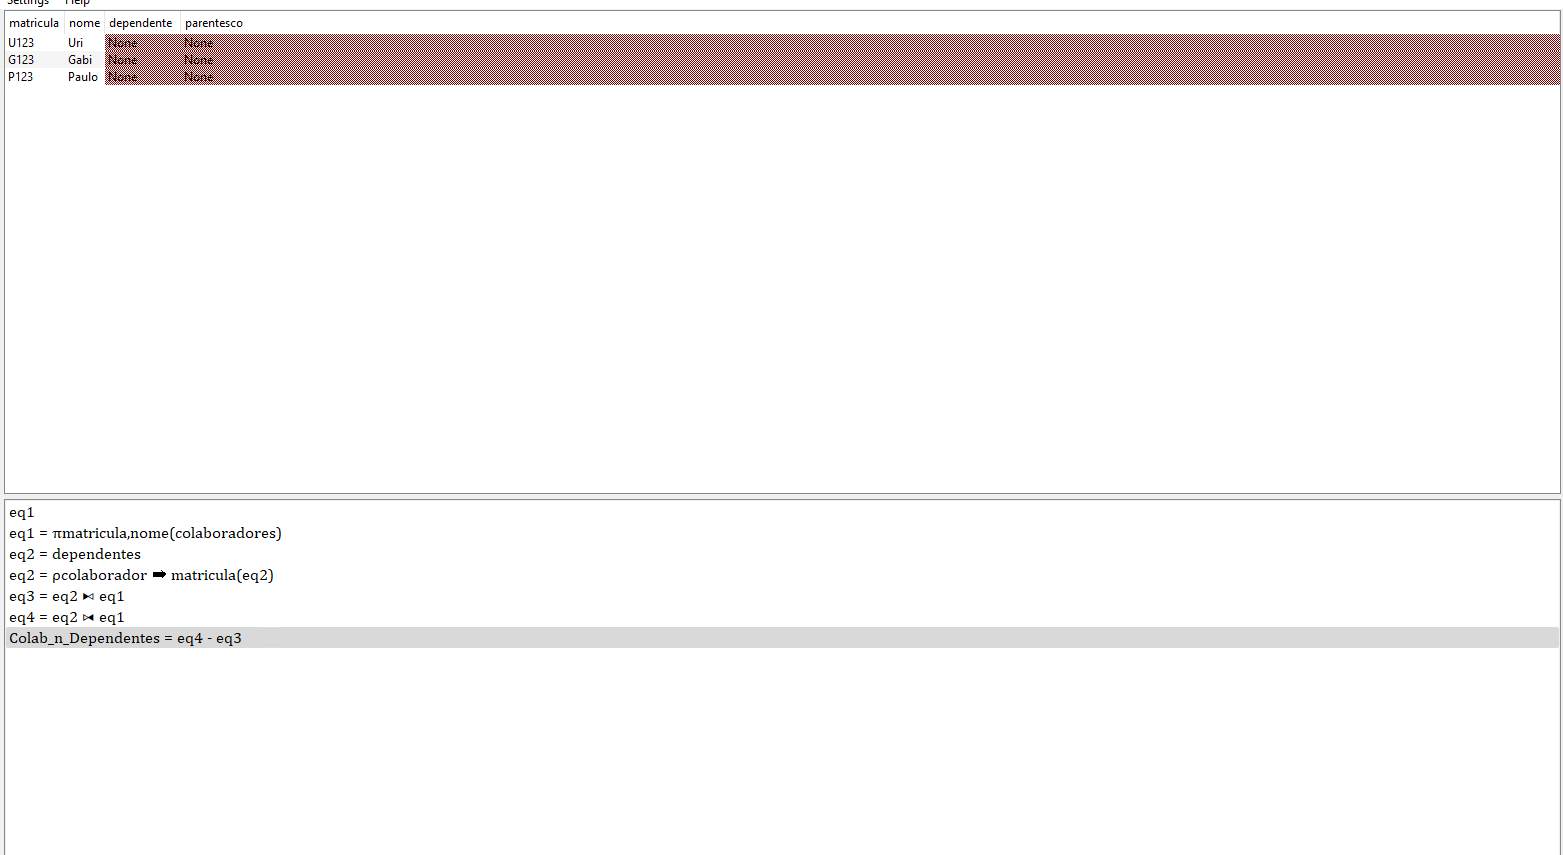 Settings Help
matricula nome dependente parentesco
U123 Uri None None
G123 Gabi None None
P123 Paulo None None
eq1
eq1 = πmatricula,nome(colaboradores)
eq2 = dependentes
eq2 = ρcolaborador ➡ matricula(eq2)
eq3 = eq2 ⧑ eq1
eq4 = eq2 ⧒ eq1
Colab_n_Dependentes = eq4 - eq3